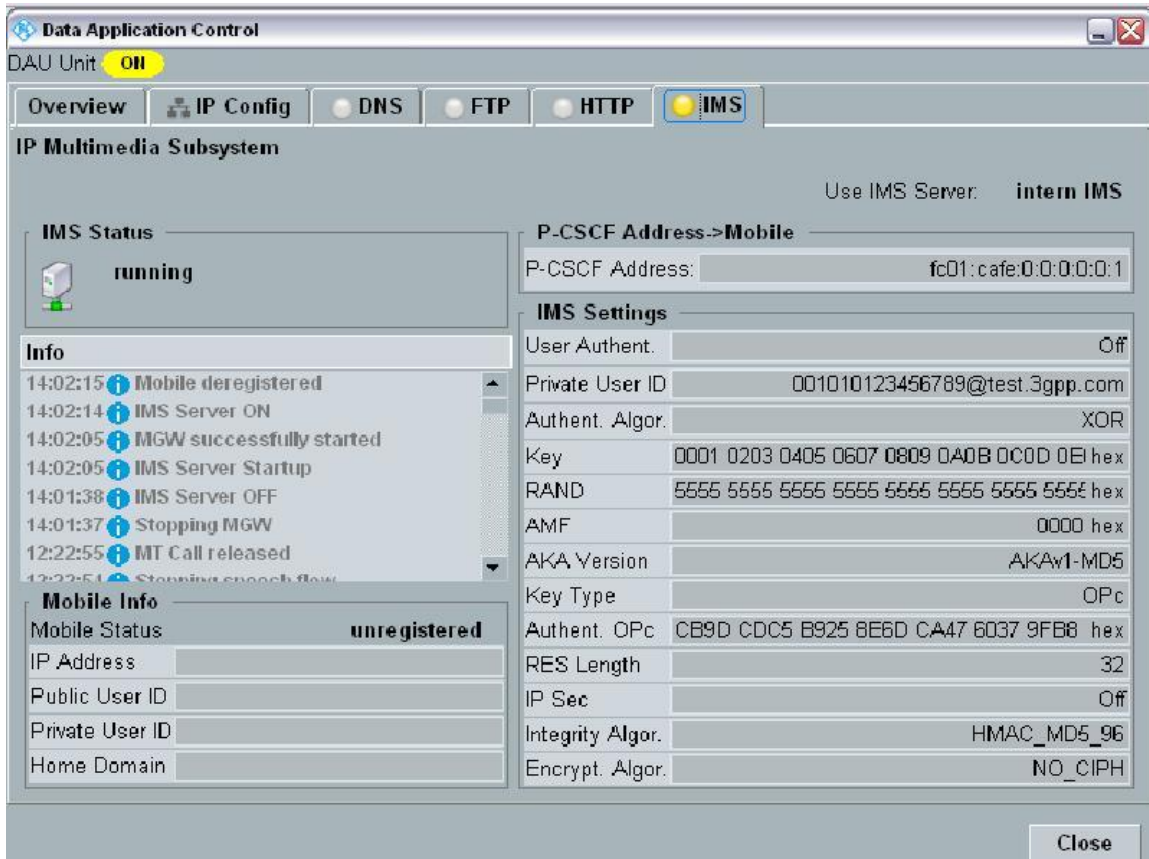 Data Application Control
DAU Unit ON
Overview IP Config DNS FTP HTTP IMS
IP Multimedia Subsystem
Use IMS Server: intern IMS
IMS Status
running
Info
14:02:15 Mobile deregistered
14:02:14 IMS Server ON
14:02:05 MGW successfully started
14:02:05 IMS Server Startup
14:01:38 IMS Server OFF
14:01:37 Stopping MGW
12:22:55 MT Call released
12:22:54 Stopping speech flow
Mobile Info
Mobile Status unregistered
IP Address
Public User ID
Private User ID
Home Domain
P-CSCF Address->Mobile
P-CSCF Address: fc01:cafe:0:0:0:0:0:1
IMS Settings
User Authent. Off
Private User ID 001010123456789@test.3gpp.com
Authent. Algor. XOR
Key 0001 0203 0405 0607 0809 0A0B 0C0D 0E hex
RAND 5555 5555 5555 5555 5555 5555 5555 5555 hex
AMF 0000 hex
AKA Version AKAv1-MD5
Key Type OPc
Authent. OPc CB9D CDC5 B925 8E6D CA47 6037 9FB8 hex
RES Length 32
IP Sec Off
Integrity Algor. HMAC_MD5_96
Encrypt. Algor. NO_CIPH
Close